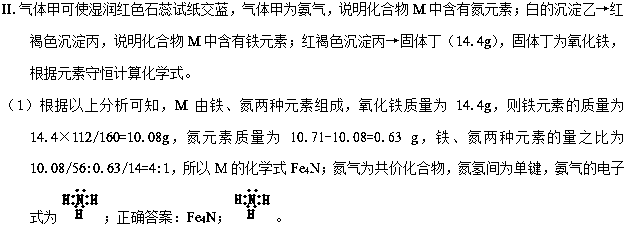 II. 气体甲可使湿润红色石蕊试纸交蓝，气体甲为氨气，说明化合物 M 中含有氮元素；白的沉淀乙→红
褐色沉淀丙，说明化合物 M 中含有铁元素；红褐色沉淀丙→固体丁（14.4g），固体丁为氧化铁，
根据元素守恒计算化学式。
（1）根据以上分析可知，M 由铁、氮两种元素组成，氧化铁质量为 14.4g，则铁元素的质量为
14.4×112/160=10.08g，氮元素质量为 10.71-10.08=0.63 g，铁、氮两种元素的量之比为
10.08/56:0.63/14=4:1，所以 M 的化学式 Fe₄N；氮气为共价化合物，氮氢间为单键，氨气的电子
式为 H:N:H H ；正确答案：Fe₄N； H:N:H H 。